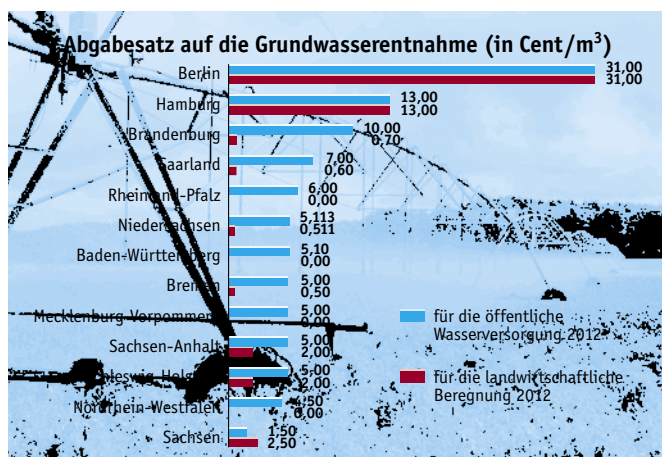 Abgabesatz auf die Grundwasserentnahme (in Cent/m³)
Berlin
31,00
31,00
Hamburg
13,00
13,00
Brandenburg
10,00
0,70
Saarland
7,00
0,60
Rheinland-Pfalz
6,00
0,00
Niedersachsen
5,113
0,511
Baden-Württemberg
5,10
0,00
Bremen
5,00
0,50
Mecklenburg-Vorpommern
5,00
0,00
Sachsen-Anhalt
5,00
2,00
Schleswig-Holstein
5,00
2,00
Nordrhein-Westfalen
4,50
0,00
Sachsen
1,50
2,50
für die öffentliche
Wasserversorgung 2012
für die landwirtschaftliche
Beregnung 2012